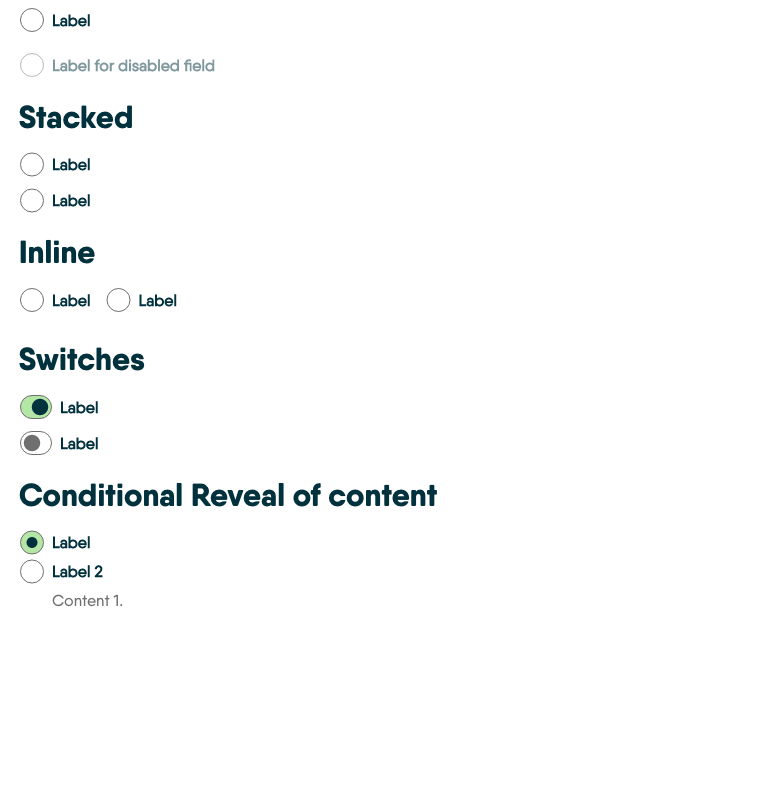 Label
Label for disabled field
Stacked
Label
Label
Inline
Label Label
Switches
Label
Label
Conditional Reveal of content
Label
Label 2
Content 1.